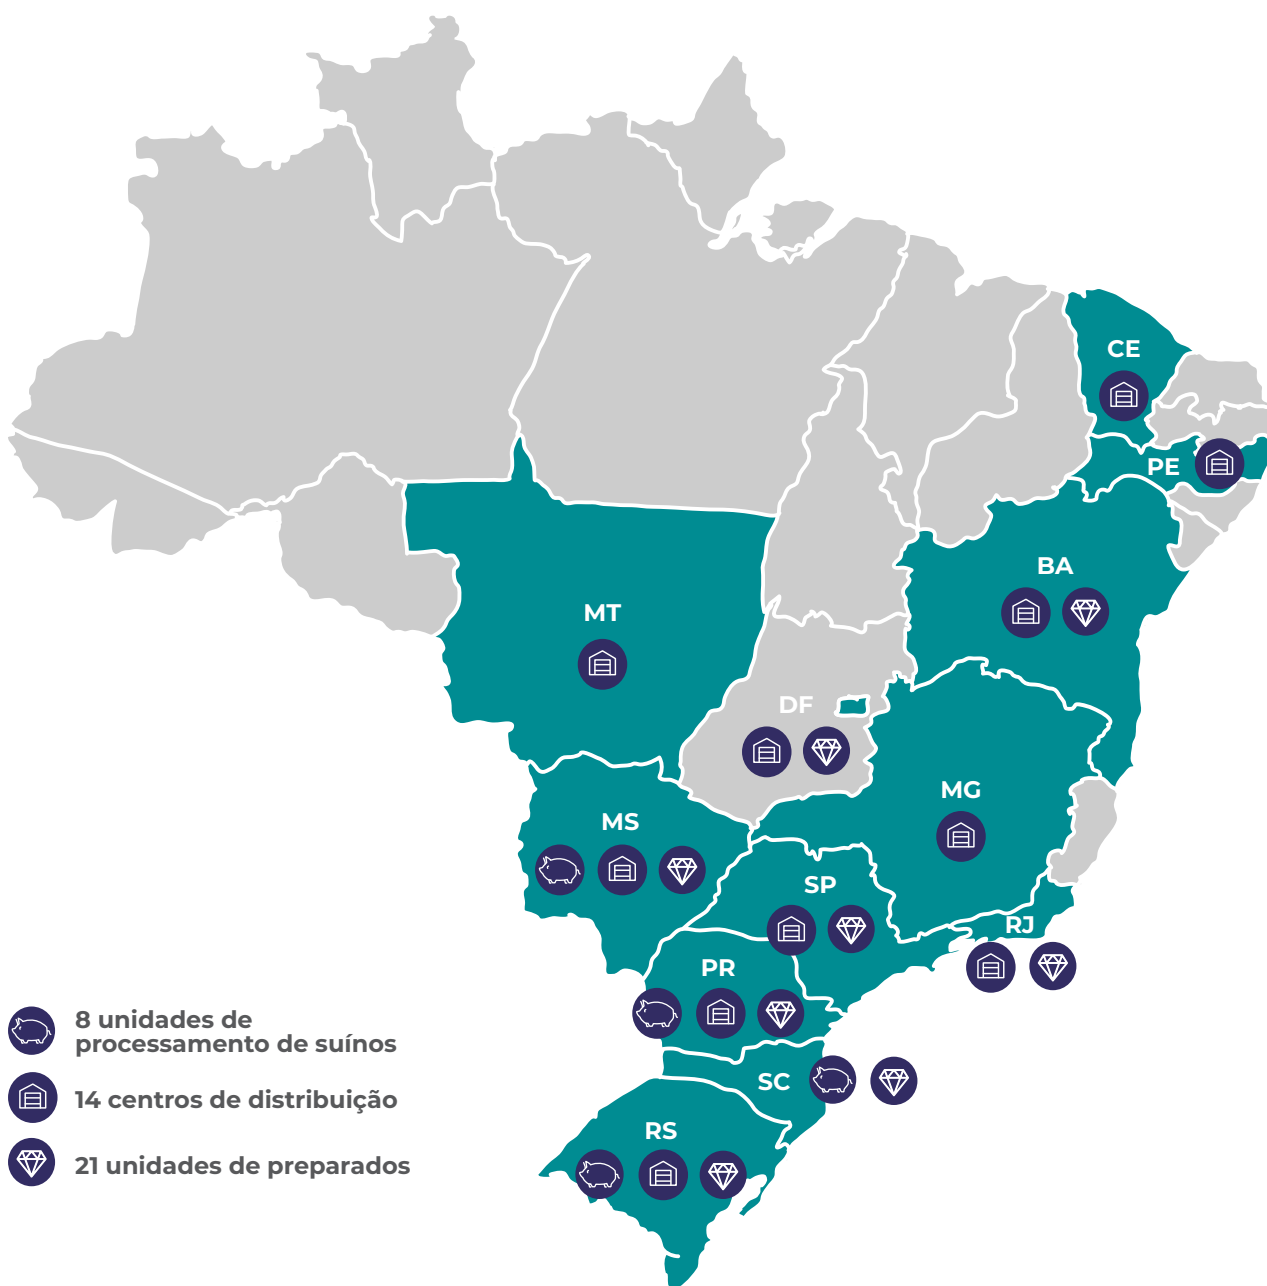 CE
PE
BA
MT
DF
MG
MS
SP
RJ
PR
SC
RS
8 unidades de
processamento de suínos
14 centros de distribuição
21 unidades de preparados